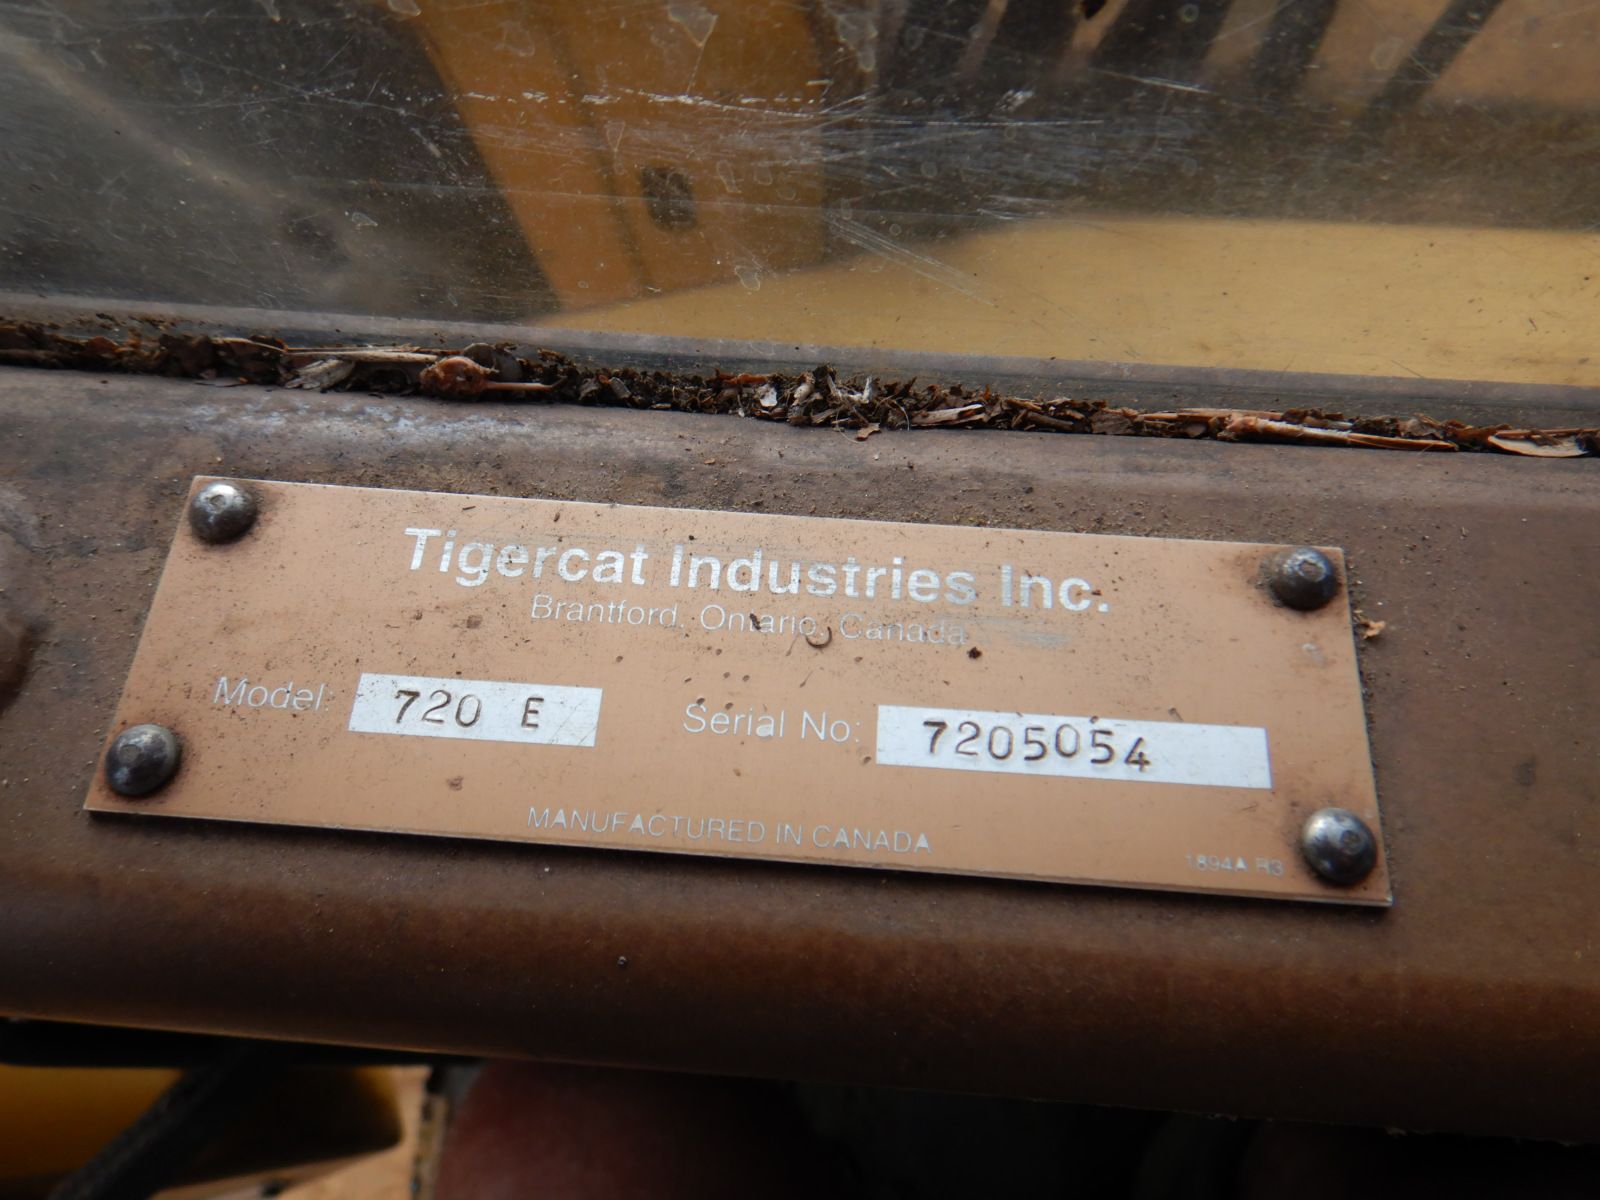 Tigercat Industries Inc.
Brantford, Ontario, Canada
Model: 720 E Serial No: 7205054
MANUFACTURED IN CANADA
1894A R3